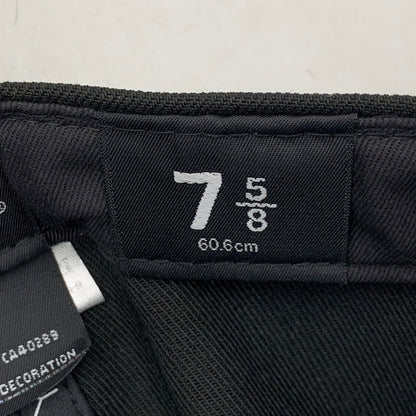 7 5/8
60.6cm
®
CA40289
DECORATION